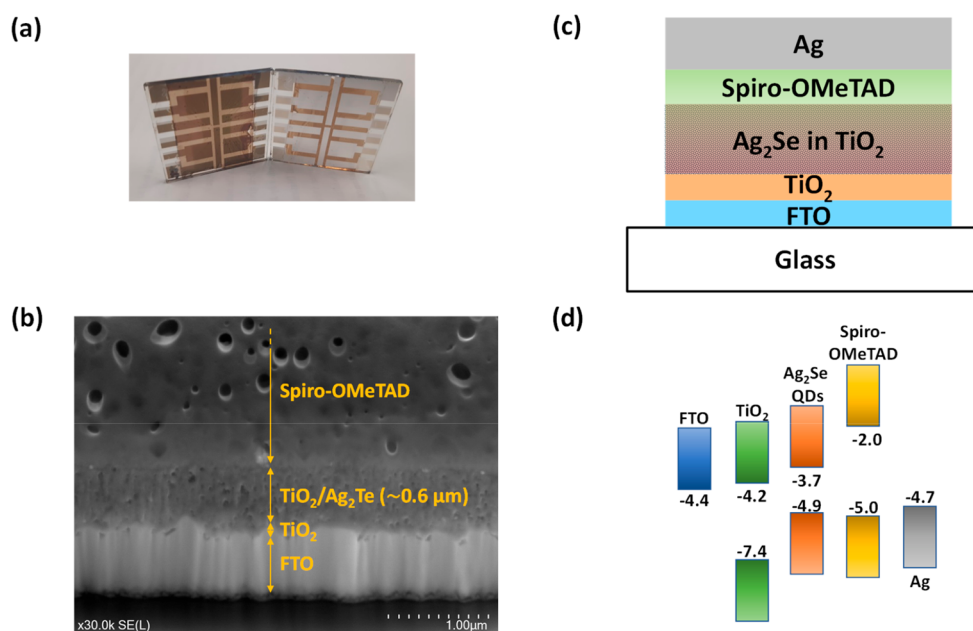 (a)
(c)
Ag
Spiro-OMeTAD
Ag₂Se in TiO₂
TiO₂
FTO
Glass
(b)
Spiro-OMeTAD
TiO₂/Ag₂Te (~0.6 μm)
TiO₂
FTO
x30.0k SE(L)
1.00μm
(d)
Spiro-
OMeTAD
Ag₂Se
QDs
FTO
TiO₂
-2.0
-4.4
-4.2
-3.7
-4.9
-5.0
-4.7
-7.4
Ag